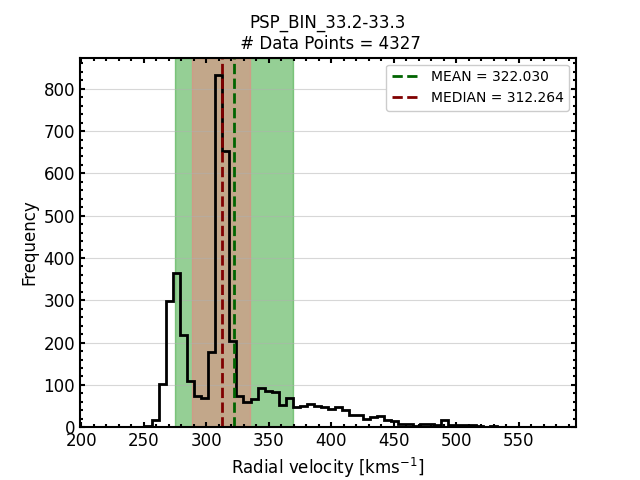 PSP_BIN_33.2-33.3
# Data Points = 4327
MEAN = 322.030
MEDIAN = 312.264
800
700
600
500
400
300
200
100
0
Frequency
200 250 300 350 400 450 500 550
Radial velocity [kms⁻¹]